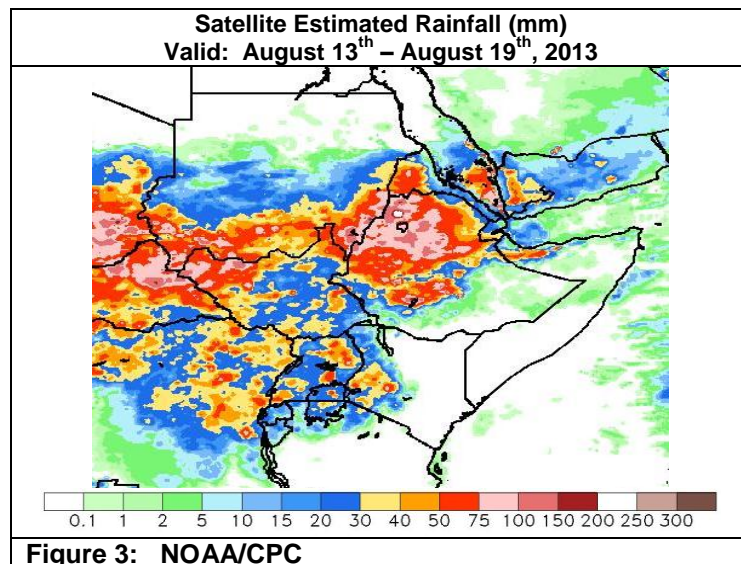 Satellite Estimated Rainfall (mm)
Valid: August 13th – August 19th, 2013
0.1 1 2 5 10 15 20 30 40 50 75 100 150 200 250 300
Figure 3: NOAA/CPC